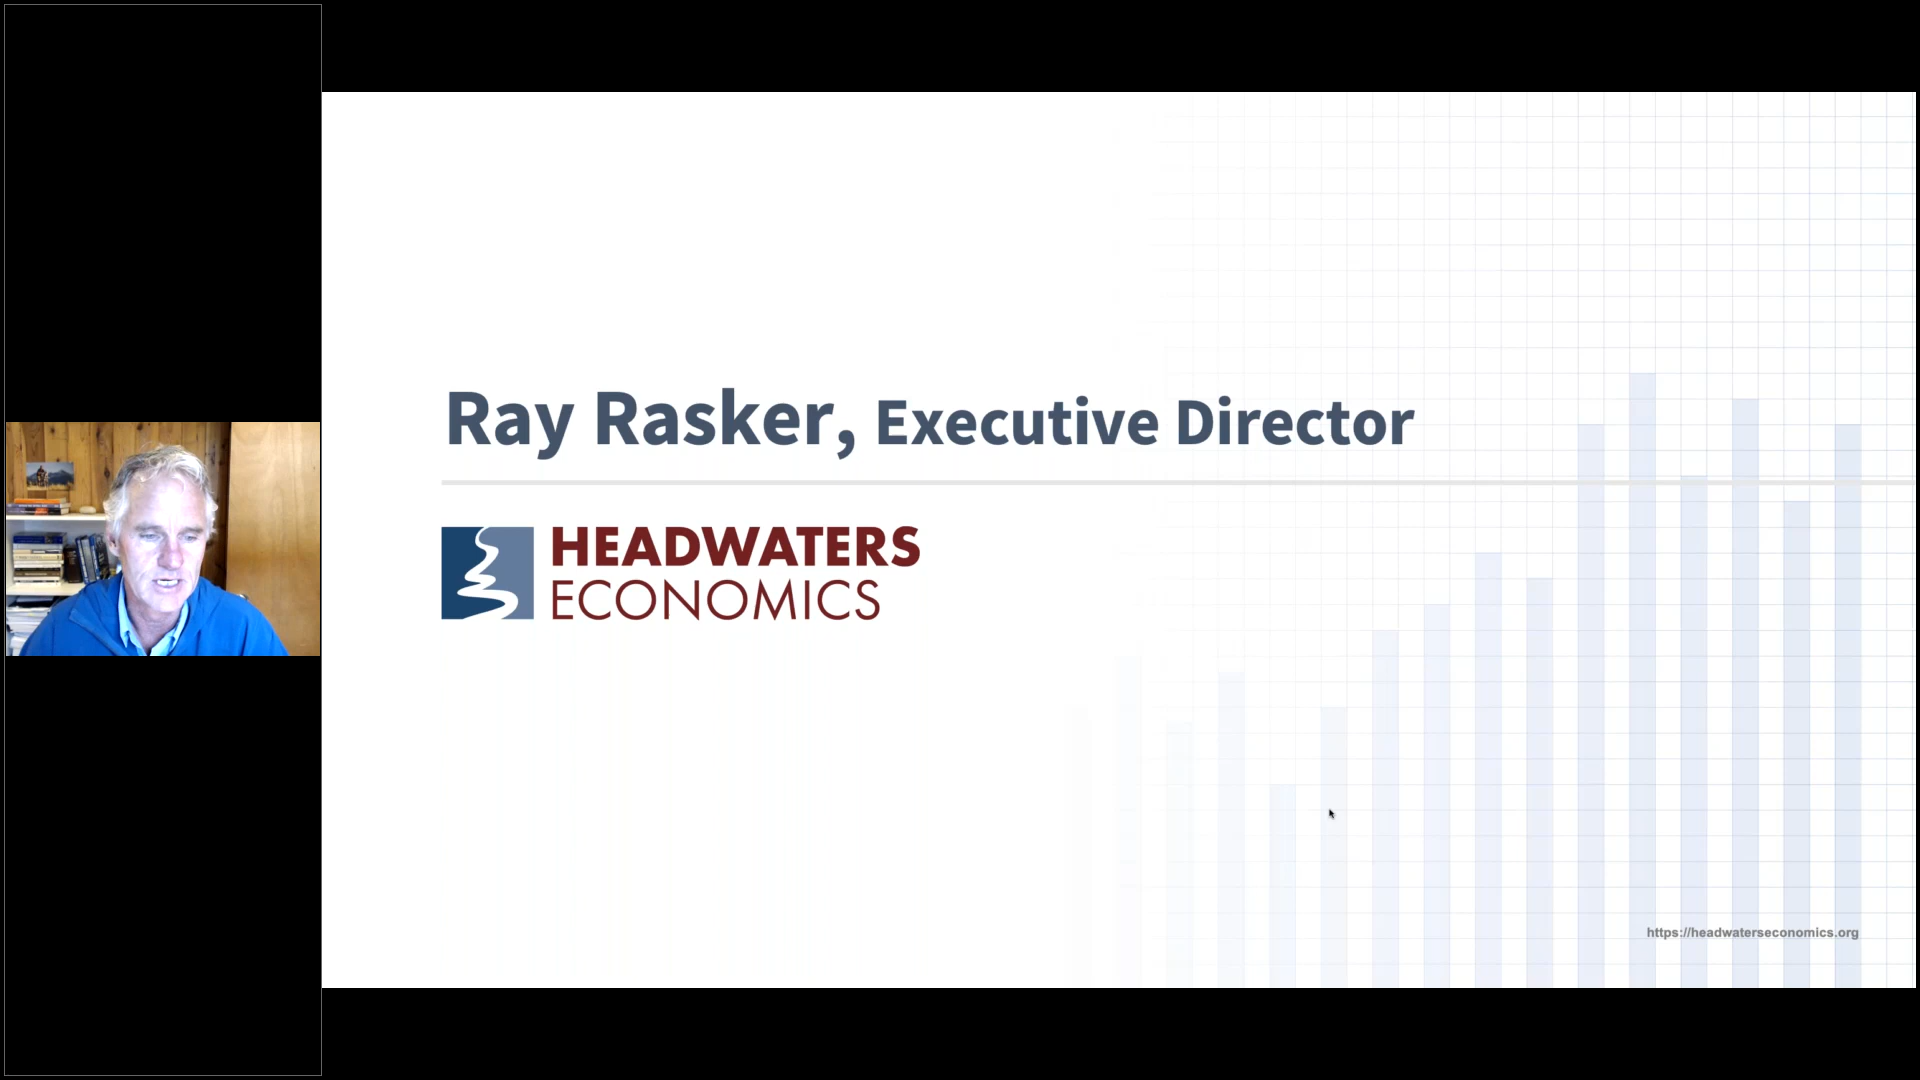 Ray Rasker, Executive Director
HEADWATERS
ECONOMICS
https://headwaterseconomics.org